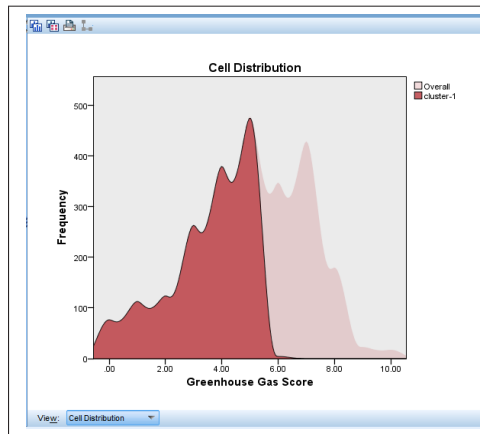 Cell Distribution
Overall
cluster-1
500
400
300
200
100
0
Frequency
.00
2.00
4.00
6.00
8.00
10.00
Greenhouse Gas Score
View:
Cell Distribution